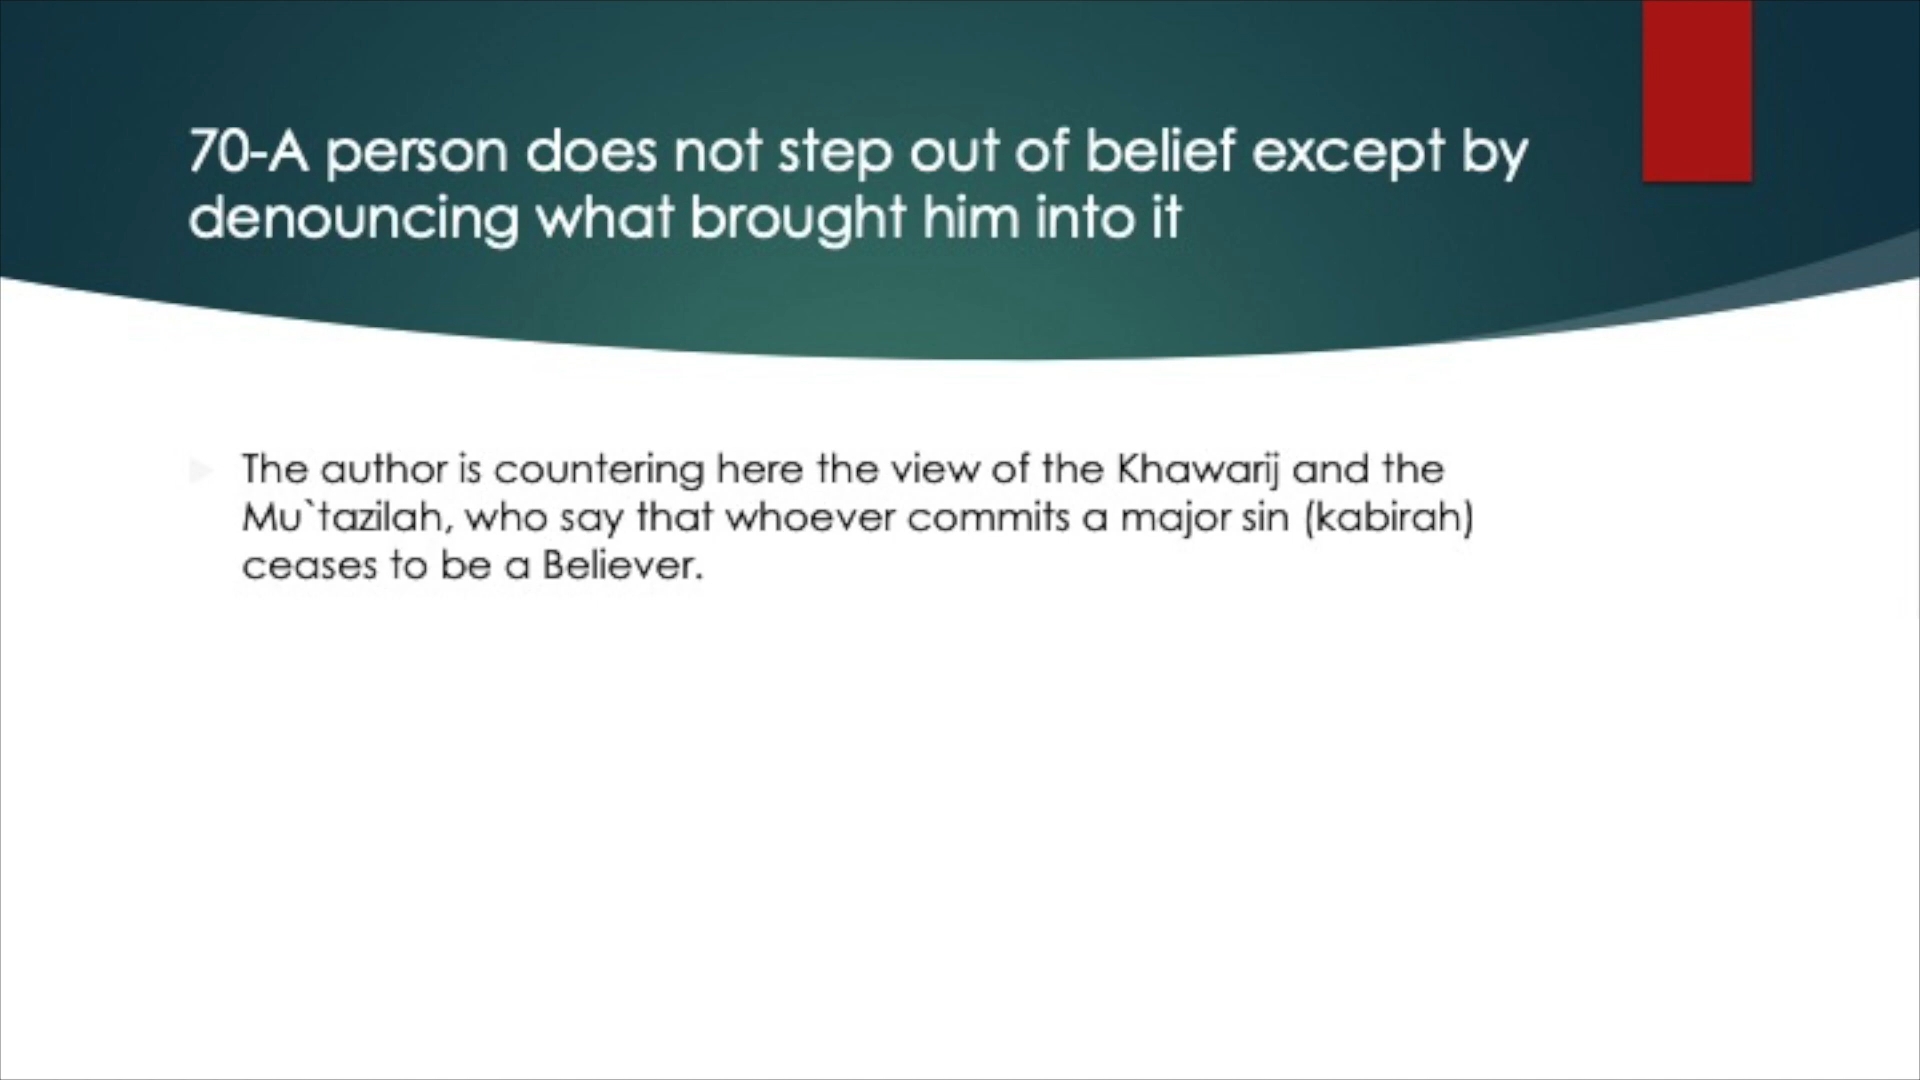 70-A person does not step out of belief except by
denouncing what brought him into it
The author is countering here the view of the Khawarij and the
Mu`tazilah, who say that whoever commits a major sin (kabirah)
ceases to be a Believer.